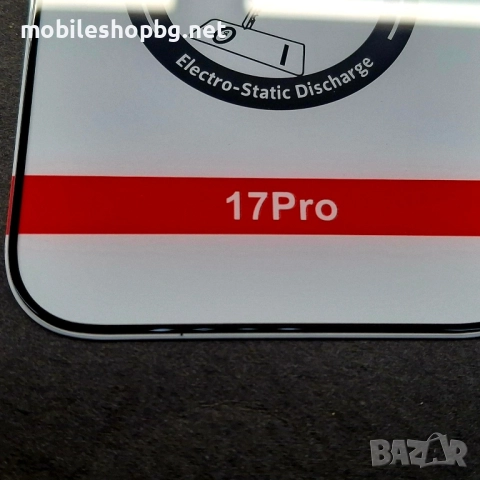 mobileshopbg.net
Electro-Static Discharge
17Pro
BAZAR